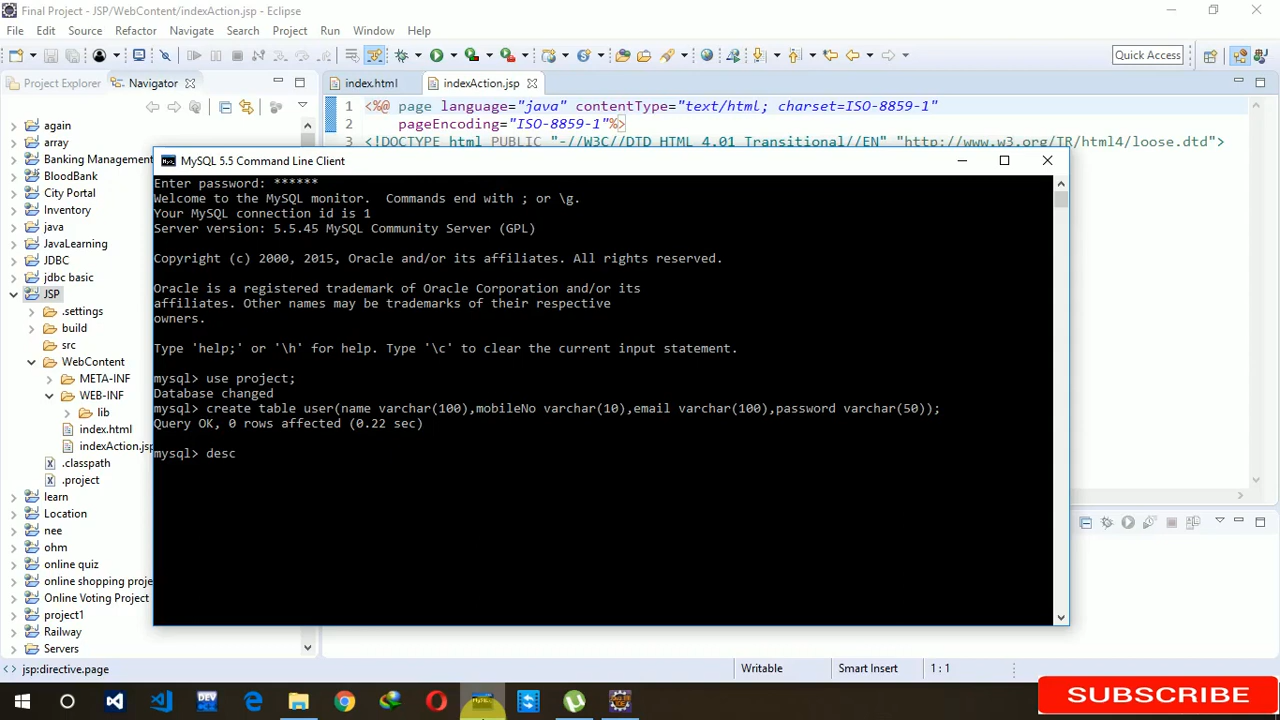 Final Project - JSP/WebContent/indexAction.jsp - Eclipse
File Edit Source Refactor Navigate Search Project Run Window Help
Quick Access
Project Explorer Navigator
index.html indexAction.jsp
again
array
Banking Management
BloodBank
City Portal
Inventory
java
JavaLearning
JDBC
jdbc basic
JSP
.settings
build
src
WebContent
META-INF
WEB-INF
lib
index.html
indexAction.jsp
.classpath
.project
learn
Location
nee
ohm
online quiz
online shopping proje
Online Voting Project
project1
Railway
Servers
1 <%@ page language="java" contentType="text/html; charset=ISO-8859-1"
2 pageEncoding="ISO-8859-1"%>
3 <!DOCTYPE html PUBLIC "-//W3C//DTD HTML 4.01 Transitional//EN" "http://www.w3.org/TR/html4/loose.dtd">
MySQL 5.5 Command Line Client
Enter password: ******
Welcome to the MySQL monitor.  Commands end with ; or \g.
Your MySQL connection id is 1
Server version: 5.5.45 MySQL Community Server (GPL)
Copyright (c) 2000, 2015, Oracle and/or its affiliates. All rights reserved.
Oracle is a registered trademark of Oracle Corporation and/or its
affiliates. Other names may be trademarks of their respective
owners.
Type 'help;' or '\h' for help. Type '\c' to clear the current input statement.
mysql> use project;
Database changed
mysql> create table user(name varchar(100),mobileNo varchar(10),email varchar(100),password varchar(50));
Query OK, 0 rows affected (0.22 sec)
mysql> desc
jsp:directive.page
Writable Smart Insert 1 : 1
SUBSCRIBE